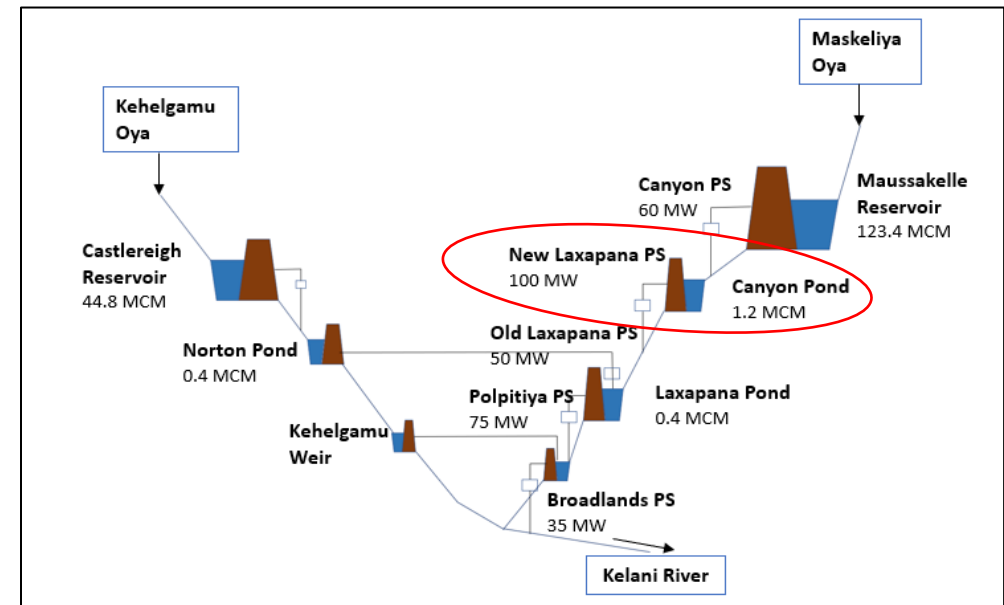 Maskeliya
Oya
Kehelgamu
Oya
Canyon PS
60 MW
Maussakelle
Reservoir
123.4 MCM
Castlereigh
Reservoir
44.8 MCM
New Laxapana PS
100 MW
Canyon Pond
1.2 MCM
Norton Pond
0.4 MCM
Old Laxapana PS
50 MW
Polpitiya PS
75 MW
Laxapana Pond
0.4 MCM
Kehelgamu
Weir
Broadlands PS
35 MW
Kelani River